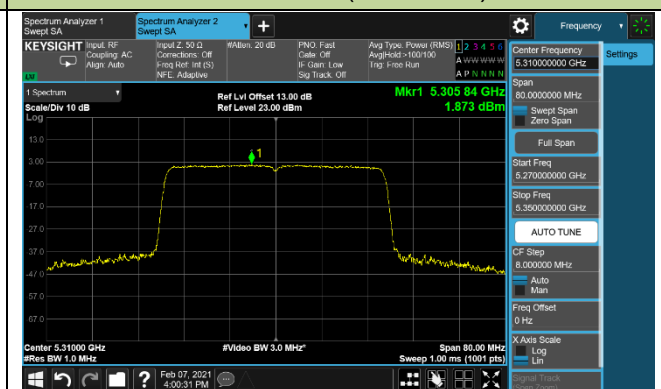 Spectrum Analyzer 1
Swept SA
Spectrum Analyzer 2
Swept SA
+
Frequency
KEYSIGHT
Input: RF
Coupling: AC
Align: Auto
Input Z: 50 Ω
Corrections: Off
Freq Ref: Int (S)
NFE: Adaptive
#Atten: 20 dB
PNO: Fast
Gate: Off
IF Gain: Low
Sig Track: Off
Avg Type: Power (RMS)
Avg|Hold:>100/100
Trig: Free Run
1 2 3 4 5 6
A W W W W W
A P N N N N
1 Spectrum
Scale/Div 10 dB
Log
Ref Lvl Offset 13.00 dB
Ref Level 23.00 dBm
Mkr1 5.305 84 GHz
1.873 dBm
1
13.0
3.00
-7.00
-17.0
-27.0
-37.0
-47.0
-57.0
-67.0
Center 5.31000 GHz
#Res BW 1.0 MHz
#Video BW 3.0 MHz*
Span 80.00 MHz
Sweep 1.00 ms (1001 pts)
Center Frequency
5.310000000 GHz
Settings
Span
80.0000000 MHz
Swept Span
Zero Span
Full Span
Start Freq
5.270000000 GHz
Stop Freq
5.350000000 GHz
AUTO TUNE
CF Step
8.000000 MHz
Auto
Man
Freq Offset
0 Hz
X Axis Scale
Log
Lin
Signal Track
(Span Zoom)
?
Feb 07, 2021
4:00:31 PM